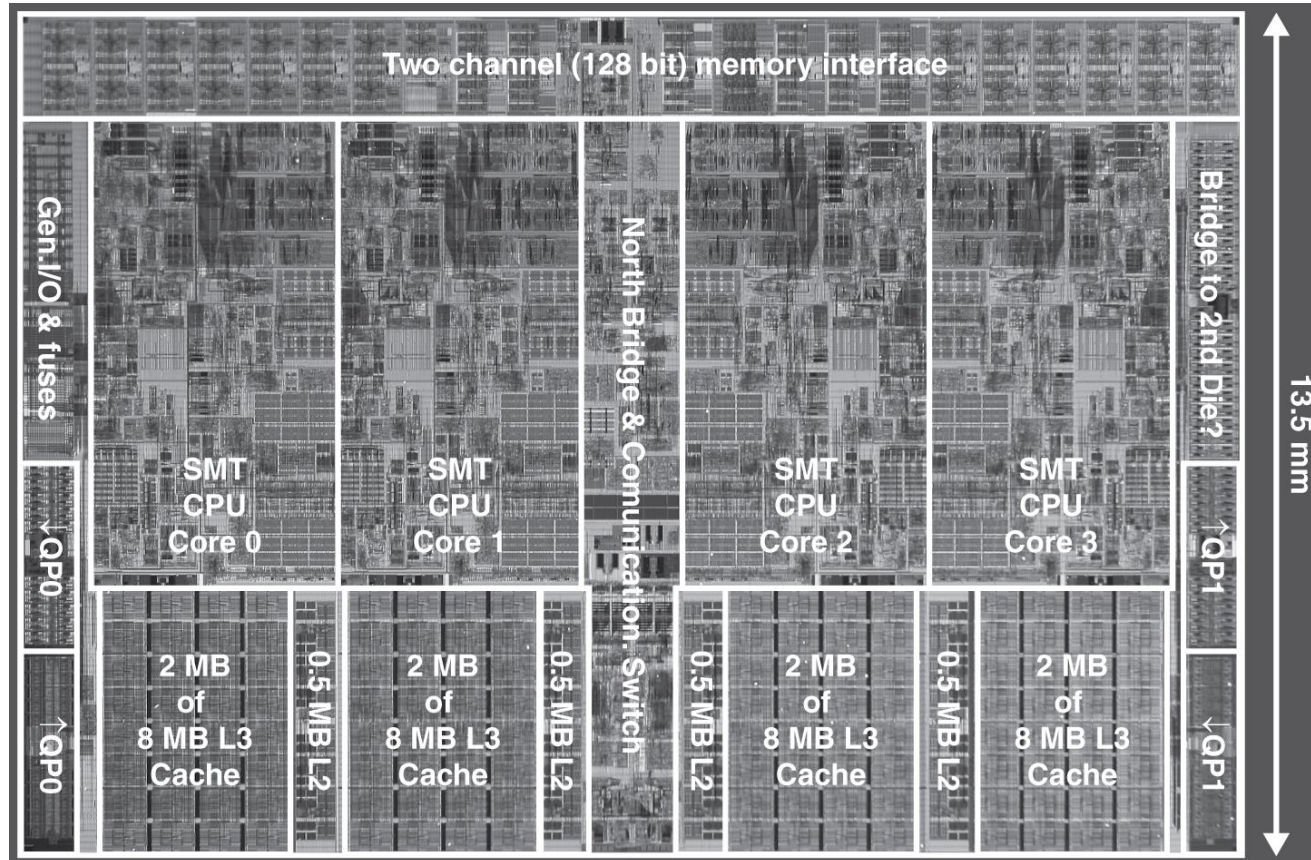 Two channel (128 bit) memory interface
Gen.I/O & fuses
↓QP0
↑QP0
SMT
CPU
Core 0
SMT
CPU
Core 1
North Bridge & Communication. Switch
SMT
CPU
Core 2
SMT
CPU
Core 3
Bridge to 2nd Die?
↑QP1
↓QP1
2 MB
of
8 MB L3
Cache
0.5 MB L2
2 MB
of
8 MB L3
Cache
0.5 MB L2
0.5 MB L2
2 MB
of
8 MB L3
Cache
0.5 MB L2
2 MB
of
8 MB L3
Cache
13.5 mm